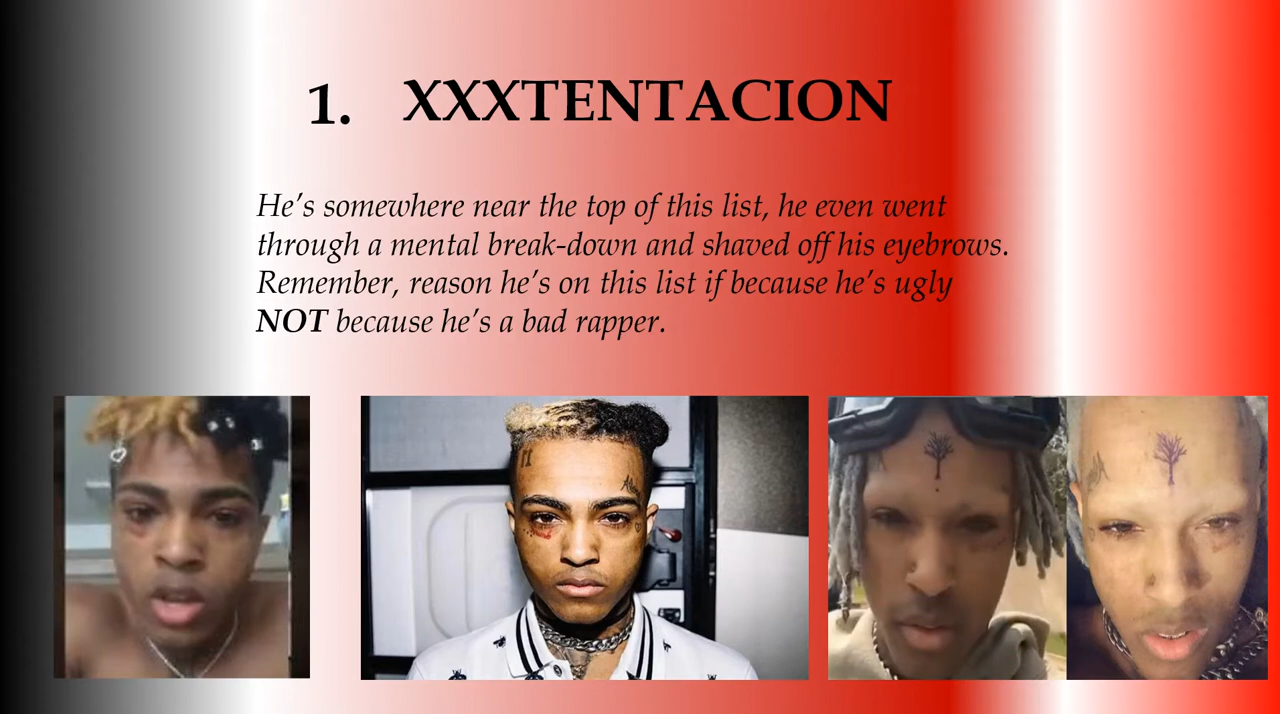 1. XXXTENTACION
He's somewhere near the top of this list, he even went
through a mental break-down and shaved off his eyebrows.
Remember, reason he's on this list if because he's ugly
NOT because he's a bad rapper.